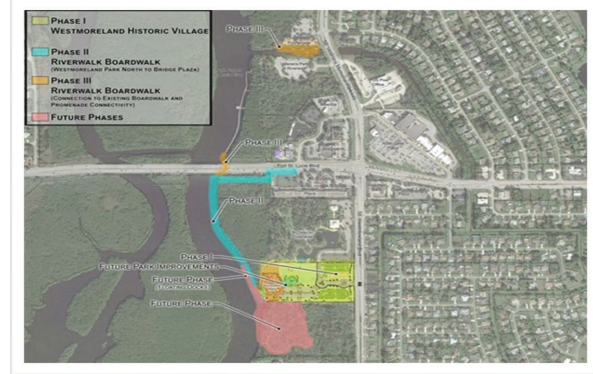 PHASE I
WESTMORELAND HISTORIC VILLAGE
PHASE II
RIVERWALK BOARDWALK
(WESTMORELAND PARK NORTH TO BRIDGE PLAZA)
PHASE III
RIVERWALK BOARDWALK
(CONNECTION TO EXISTING BOARDWALK AND
PROMENADE CONNECTIVITY)
FUTURE PHASES
PHASE III
PHASE III
Port St. Lucie Blvd
PHASE II
PHASE I
FUTURE PARK IMPROVEMENTS
FUTURE PHASE
(FLOATING DOCKS)
FUTURE PHASE